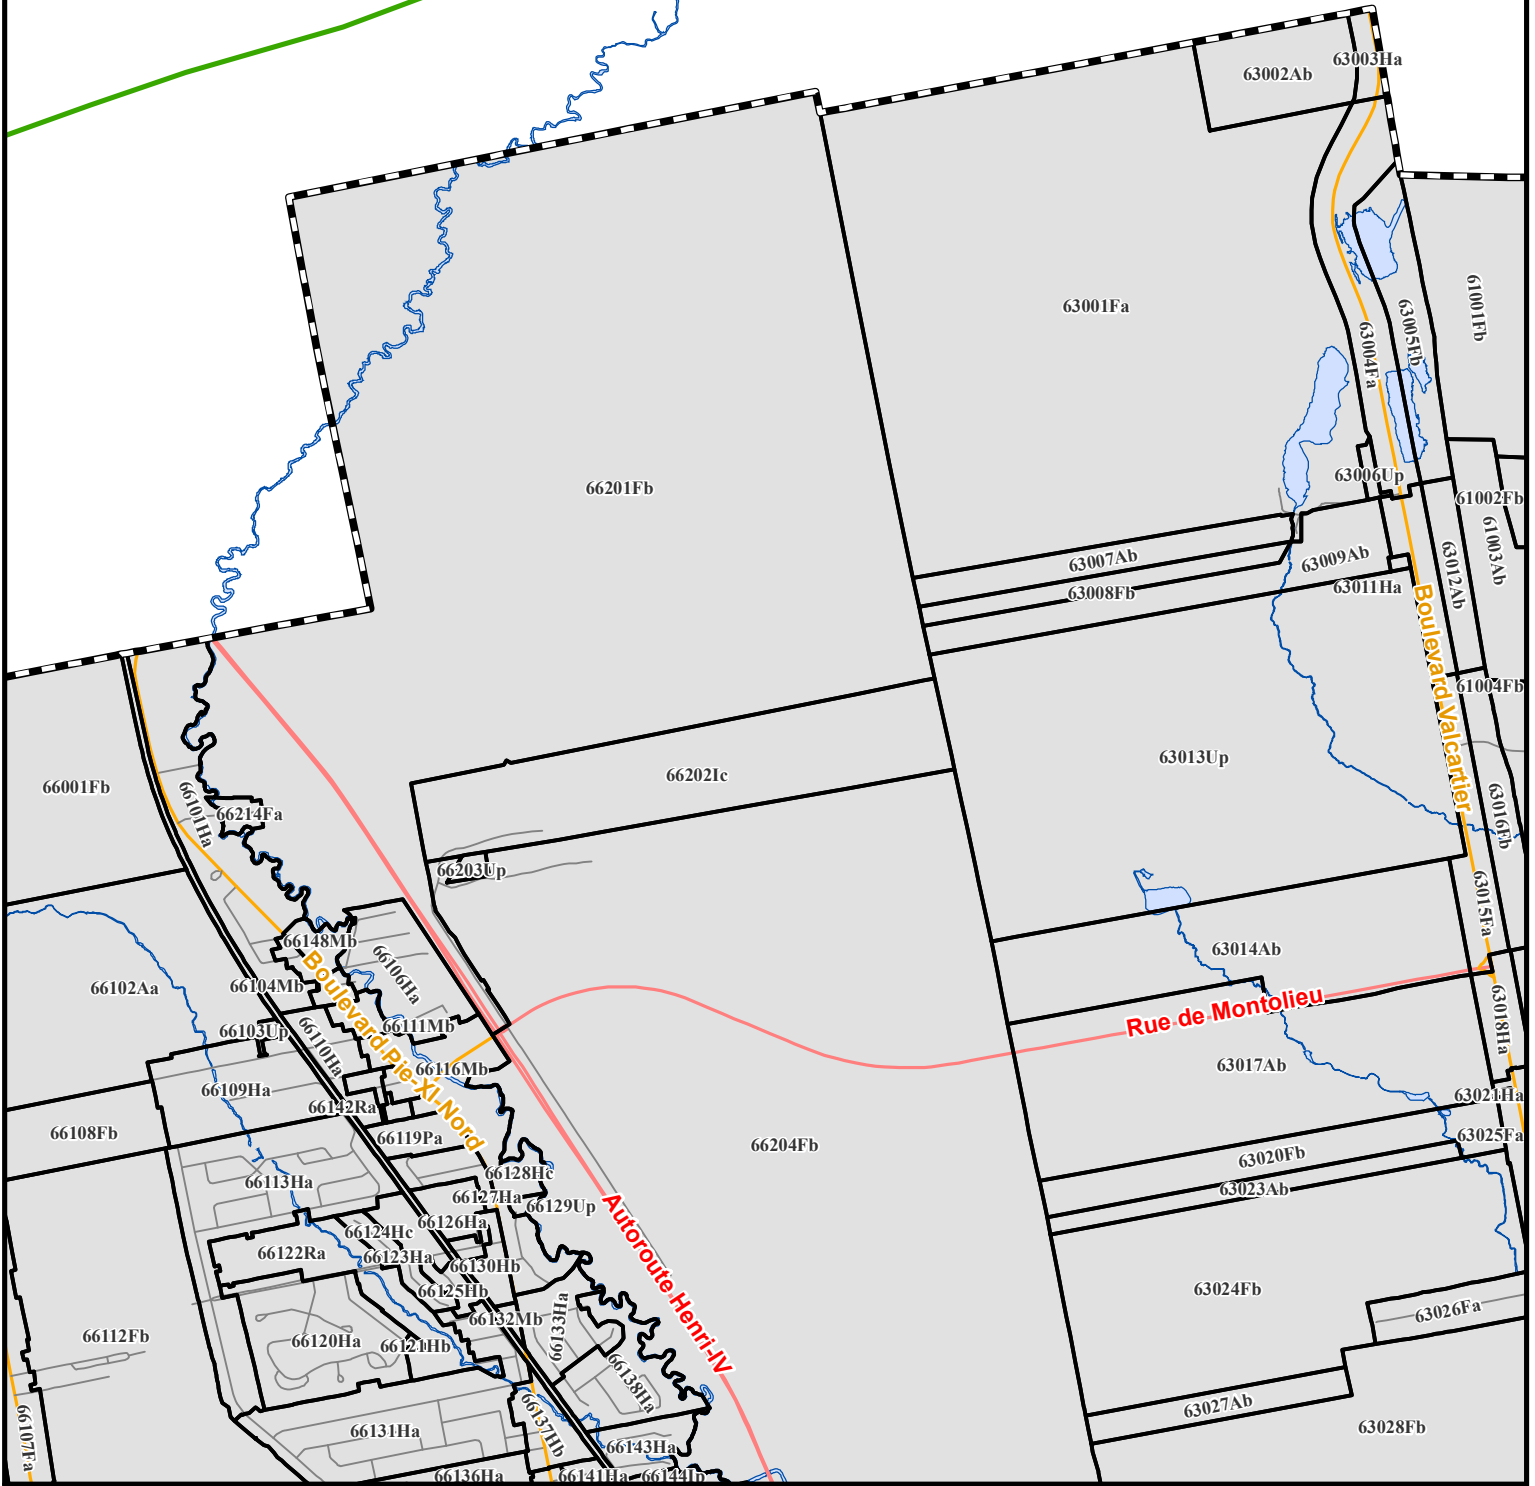 63003Ha
63002Ab
63001Fa
61001Fb
63005Fb
63004Fa
66201Fb
63006Up
61002Fb
61003Ab
63007Ab
63009Ab
63012Ab
63008Fb
63011Ha
Boulevard Valcartier
61004Fb
63013Up
66202Ic
66001Fb
66101Ha
66214Fa
63016Fb
66203Up
63015Fa
66148Mb
63014Ab
66106Ha
66102Aa
66104Mb
Boulevard Pie-XI-Nord
Rue de Montolieu
63018Ha
66103Up
66110Ha
66111Mb
66116Mb
63017Ab
66109Ha
66142Ra
63021Ha
66108Fb
66119Pa
66204Fb
63025Fa
63020Fb
66113Ha
66128Hc
63023Ab
66127Ha
66129Up
Autoroute Henri-IV
66126Ha
66124Hc
66122Ra
66123Ha
66130Hb
63024Fb
66125Hb
63026Fa
66132Mb
66133Ha
66112Fb
66120Ha
66121Hb
66138Ha
63027Ab
66107Fa
66131Ha
66137Hb
63028Fb
66143Ha
66136Ha
66141Ha
66144Ip